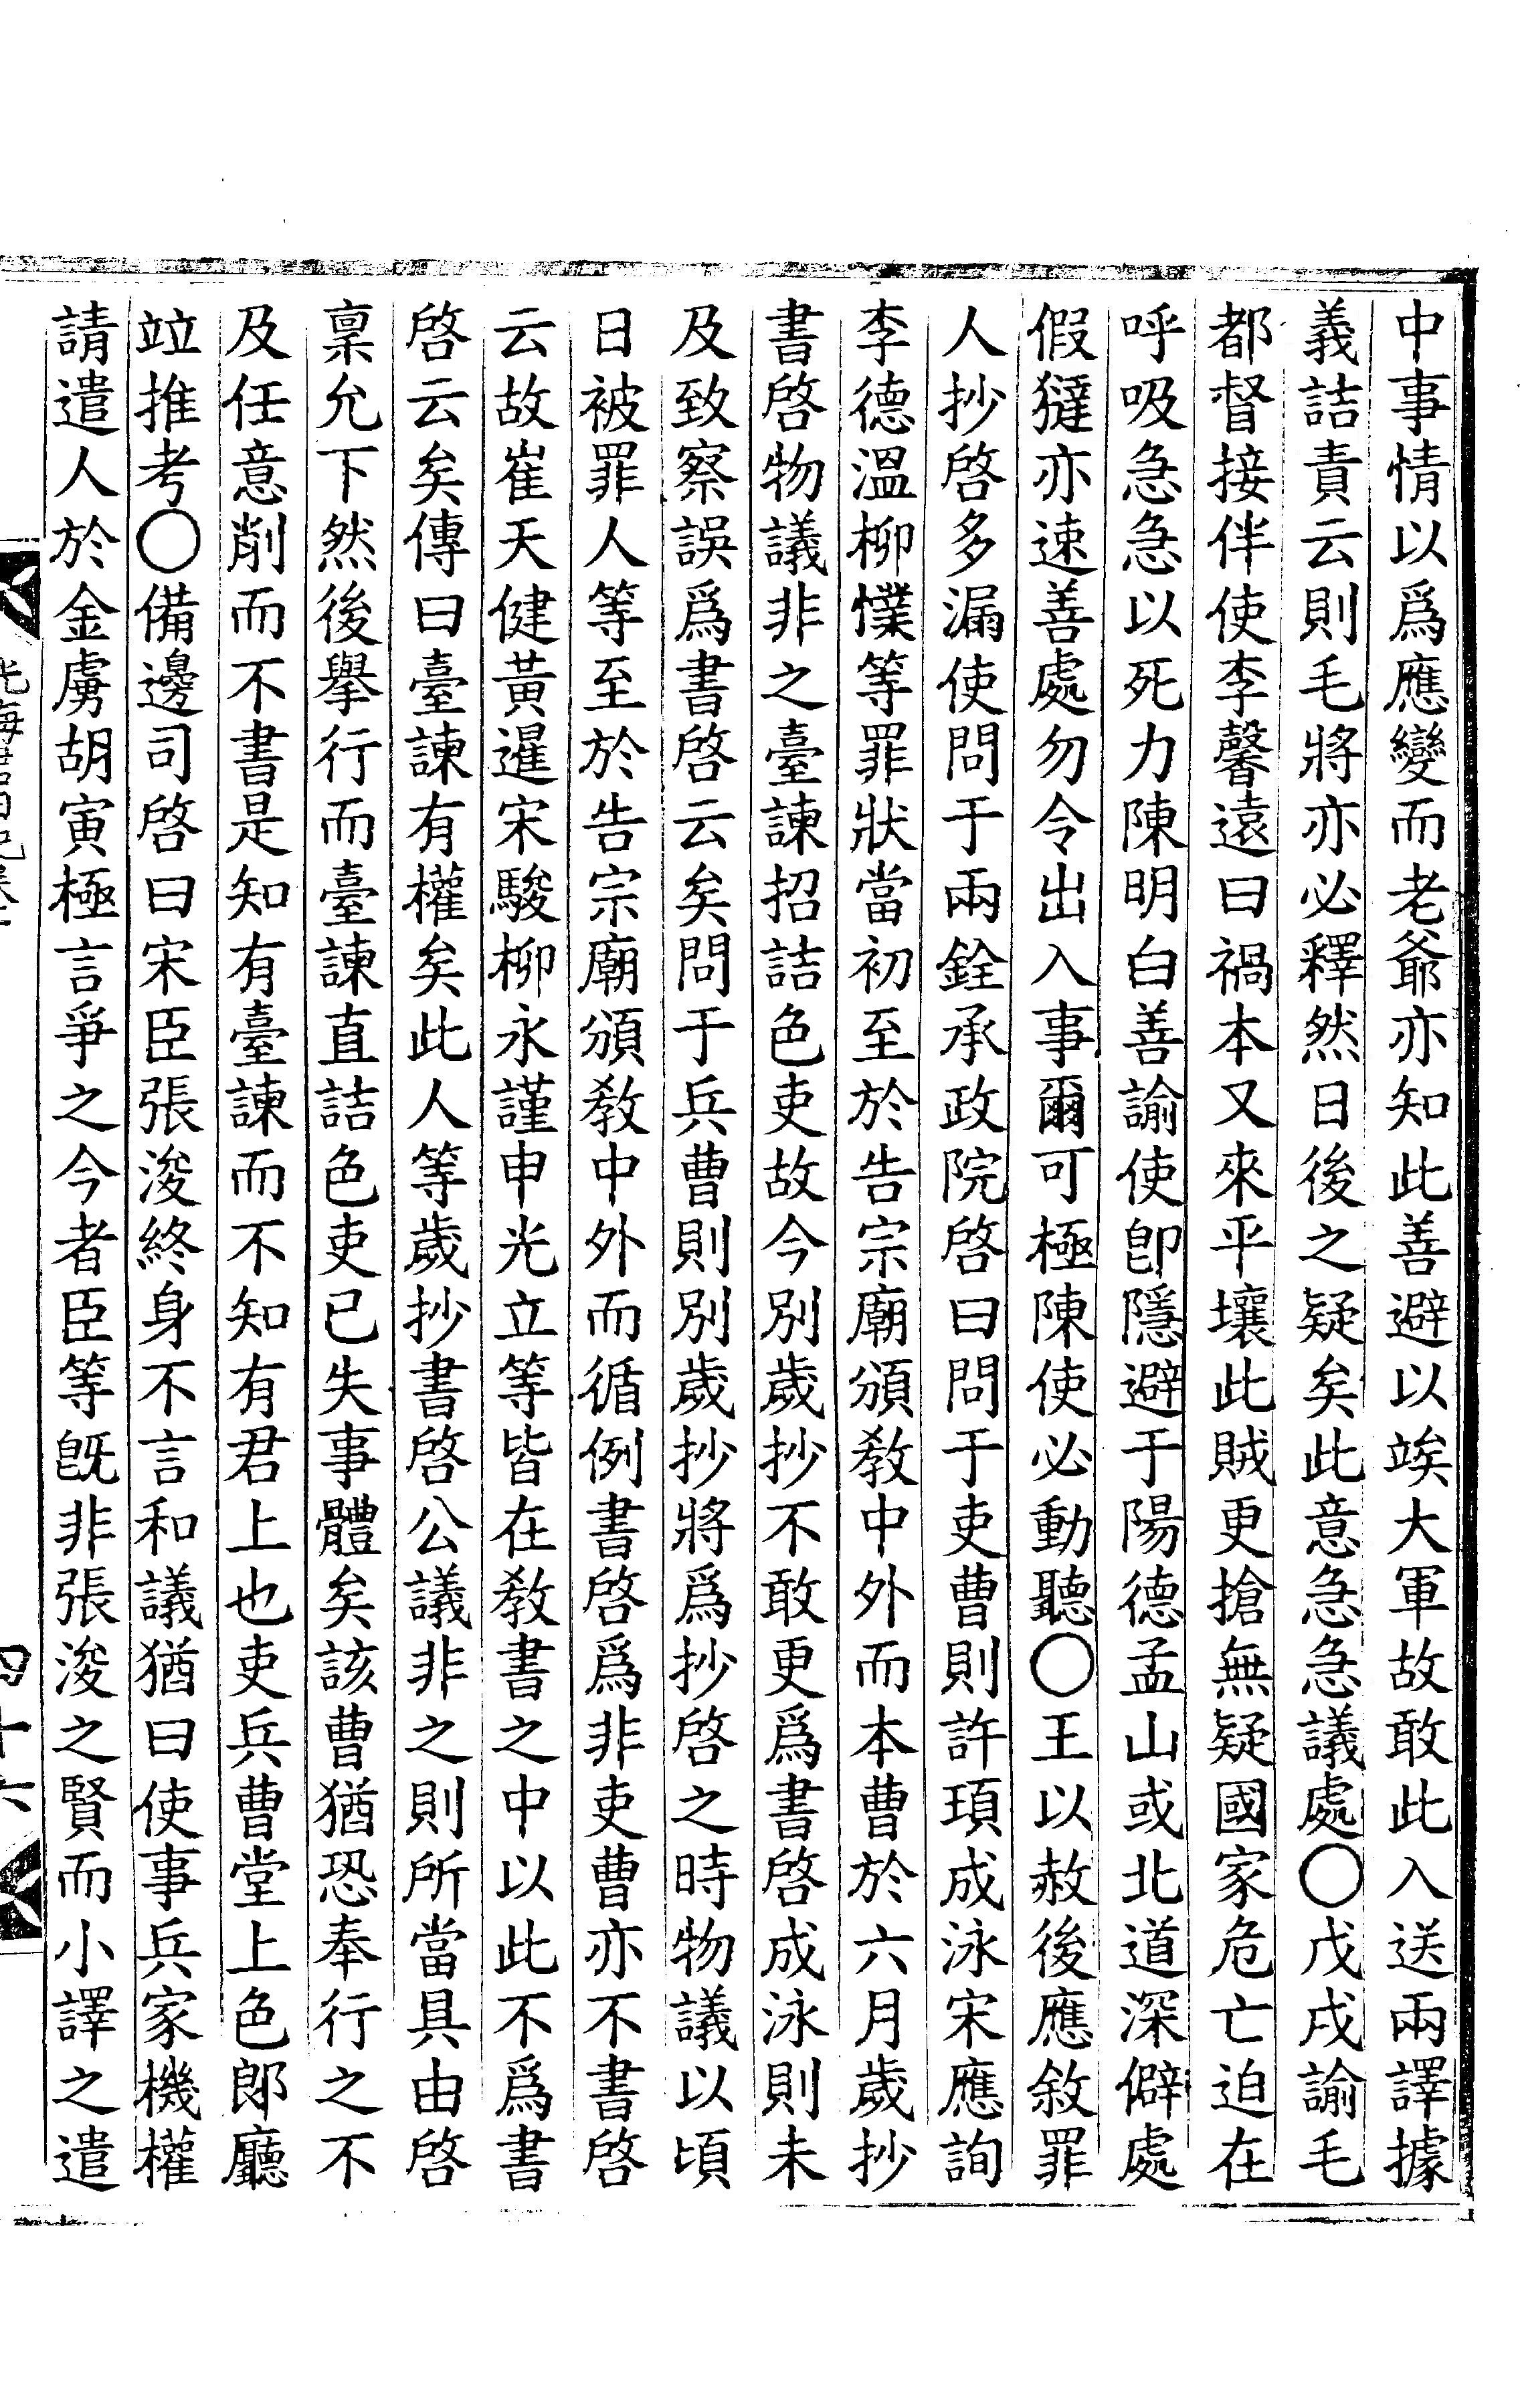 中事情以爲應變而老爺亦知此善避以竢大軍故敢此入送兩譯據
義詰責云則毛將亦必釋然日後之疑矣此意急急議處〇戊戌諭毛
都督接伴使李馨遠曰禍本又來平壤此賊更搶無疑國家危亡迫在
呼吸急急以死力陳明白善諭使卽隱避于陽德孟山或北道深僻處
假㺚亦速善處勿令出入事爾可極陳使必動聽〇王以赦後應敘罪
人抄啓多漏使問于兩銓承政院啓曰問于吏曹則許頊成泳宋應詢
李德溫柳㦨等罪狀當初至於告宗廟頒敎中外而本曹於六月歲抄
書啓物議非之臺諫招詰色吏故今別歲抄不敢更爲書啓成泳則未
及致察誤爲書啓云矣問于兵曹則別歲抄將爲抄啓之時物議以頃
日被罪人等至於告宗廟頒敎中外而循例書啓爲非吏曹亦不書啓
云故崔天健黃暹宋駿柳永謹申光立等皆在敎書之中以此不爲書
啓云矣傳曰臺諫有權矣此人等歲抄書啓公議非之則所當具由啓
稟允下然後擧行而臺諫直詰色吏已失事體矣該曹猶恐奉行之不
及任意削而不書是知有臺諫而不知有君上也吏兵曹堂上色郞廳
竝推考〇備邊司啓曰宋臣張浚終身不言和議猶曰使事兵家機權
請遣人於金虜胡寅極言爭之今者臣等旣非張浚之賢而小譯之遣
光海君日記卷十
四十六